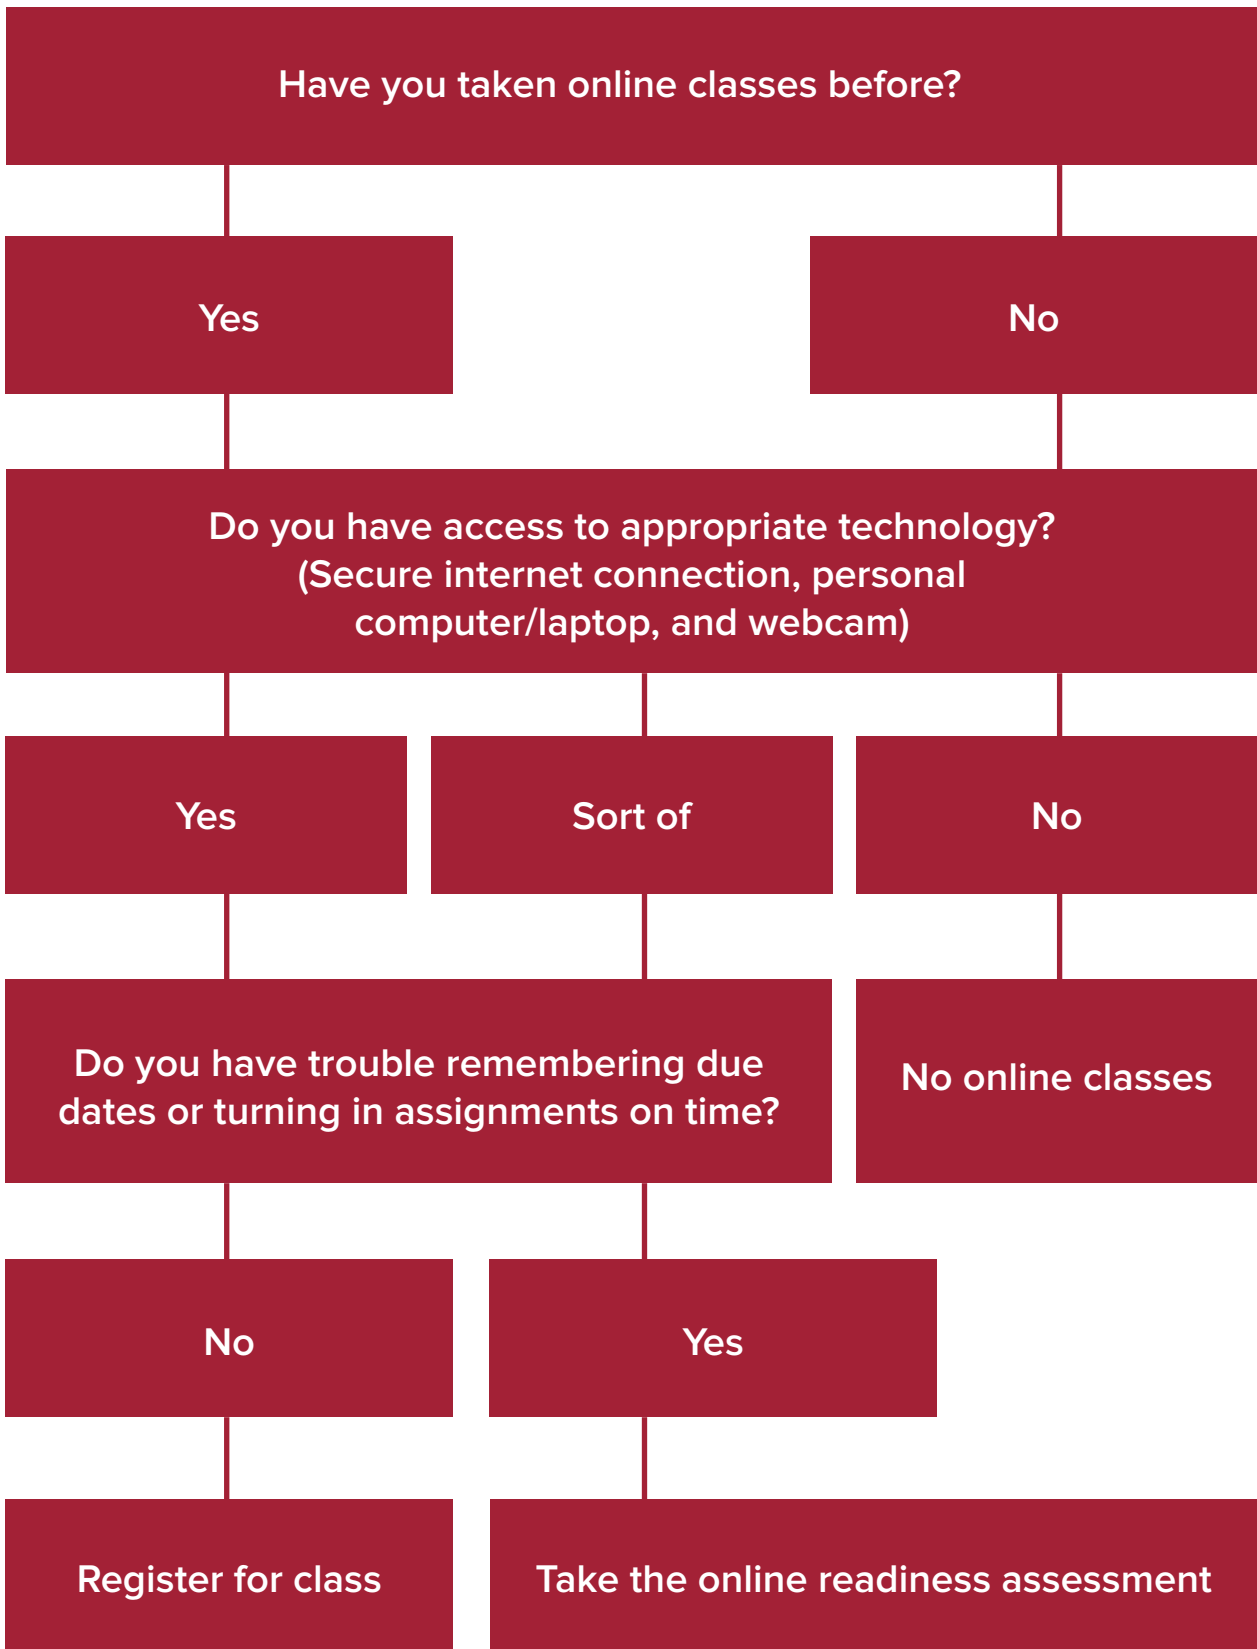 Have you taken online classes before?
Yes
No
Do you have access to appropriate technology?
(Secure internet connection, personal
computer/laptop, and webcam)
Yes
Sort of
No
Do you have trouble remembering due
dates or turning in assignments on time?
No online classes
No
Yes
Register for class
Take the online readiness assessment